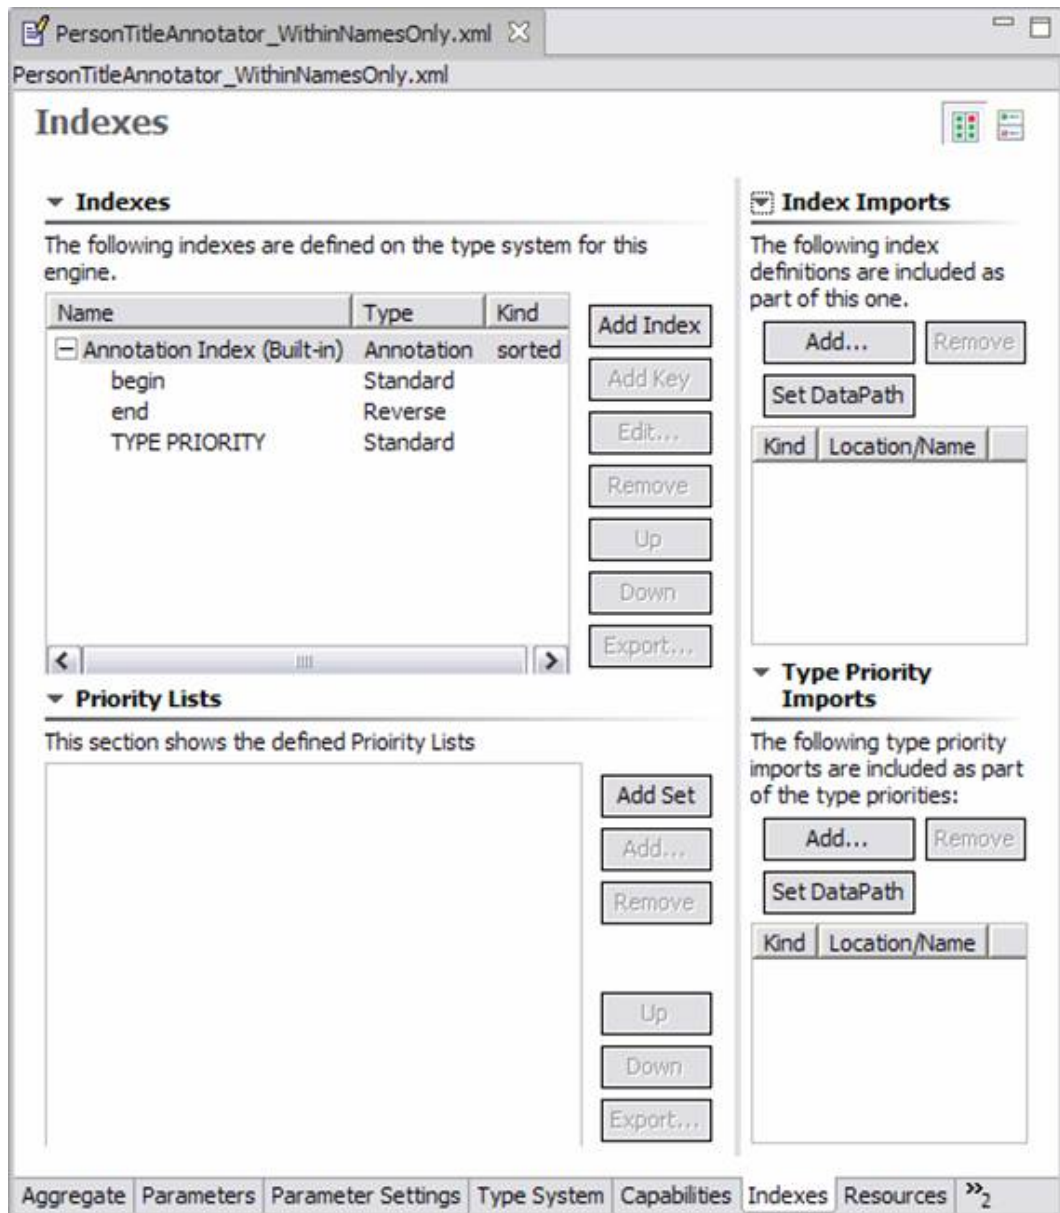 PersonTitleAnnotator_WithinNamesOnly.xml
PersonTitleAnnotator_WithinNamesOnly.xml
Indexes
Indexes
The following indexes are defined on the type system for this
engine.
Name Type Kind
Annotation Index (Built-in) Annotation sorted
begin Standard
end Reverse
TYPE PRIORITY Standard
Add Index
Add Key
Edit...
Remove
Up
Down
Export...
Priority Lists
This section shows the defined Prioirity Lists
Add Set
Add...
Remove
Up
Down
Export...
Index Imports
The following index
definitions are included as
part of this one.
Add... Remove
Set DataPath
Kind Location/Name
Type Priority
Imports
The following type priority
imports are included as part
of the type priorities:
Add... Remove
Set DataPath
Kind Location/Name
Aggregate Parameters Parameter Settings Type System Capabilities Indexes Resources »2